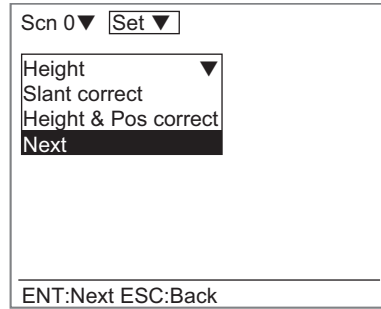 Scn 0▼ Set ▼
Height ▼
Slant correct
Height & Pos correct
Next
ENT:Next ESC:Back